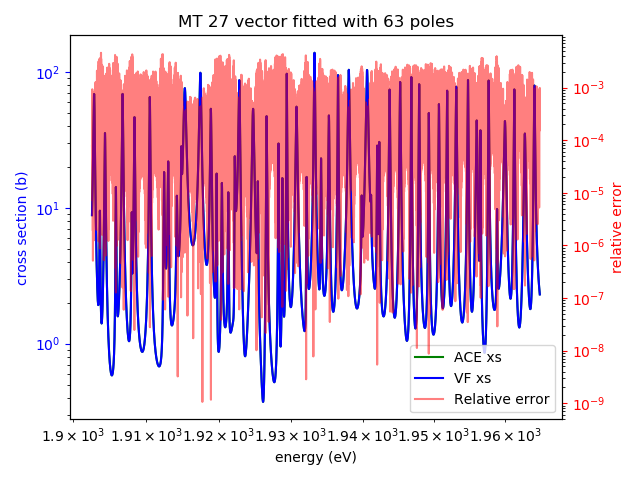 MT 27 vector fitted with 63 poles
cross section (b)
10² 10¹ 10⁰
10⁻³ 10⁻⁴ 10⁻⁵ 10⁻⁶ 10⁻⁷ 10⁻⁸ 10⁻⁹
relative error
ACE xs
VF xs
Relative error
1.9 × 10³ 1.91 × 10³ 1.92 × 10³ 1.93 × 10³ 1.94 × 10³ 1.95 × 10³ 1.96 × 10³
energy (eV)